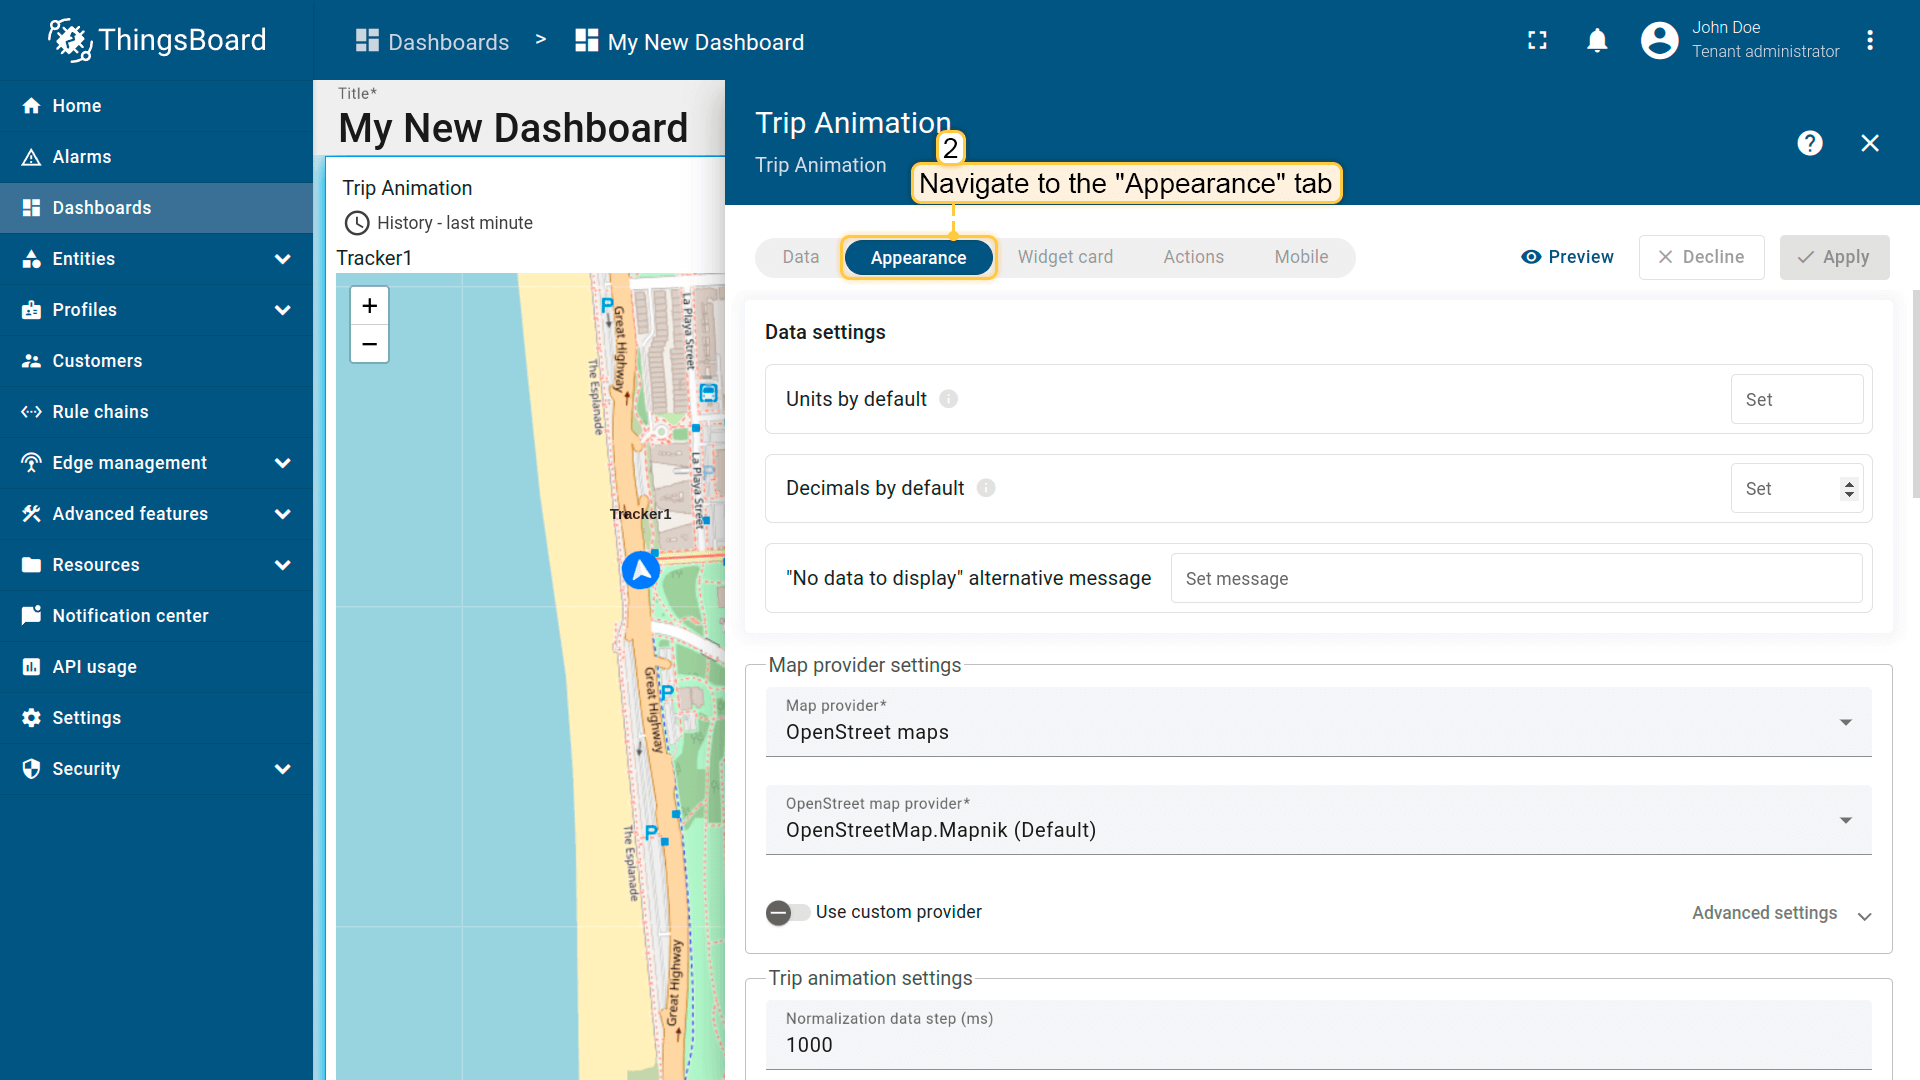 ThingsBoard
Dashboards > My New Dashboard
John Doe
Tenant administrator
Home
Alarms
Dashboards
Entities
Profiles
Customers
Rule chains
Edge management
Advanced features
Resources
Notification center
API usage
Settings
Security
Title*
My New Dashboard
Trip Animation
History - last minute
Tracker1
+
−
P
Great Highway
La Playa Street
The Esplanade
P
La Playa Street
Tracker1
P
Great Highway
P
The Esplanade
Great Highway
Trip Animation
Trip Animation
2
Navigate to the "Appearance" tab
Data
Appearance
Widget card
Actions
Mobile
Preview
Decline
Apply
Data settings
Units by default
Set
Decimals by default
Set
"No data to display" alternative message
Set message
Map provider settings
Map provider*
OpenStreet maps
OpenStreet map provider*
OpenStreetMap.Mapnik (Default)
Use custom provider
Advanced settings
Trip animation settings
Normalization data step (ms)
1000